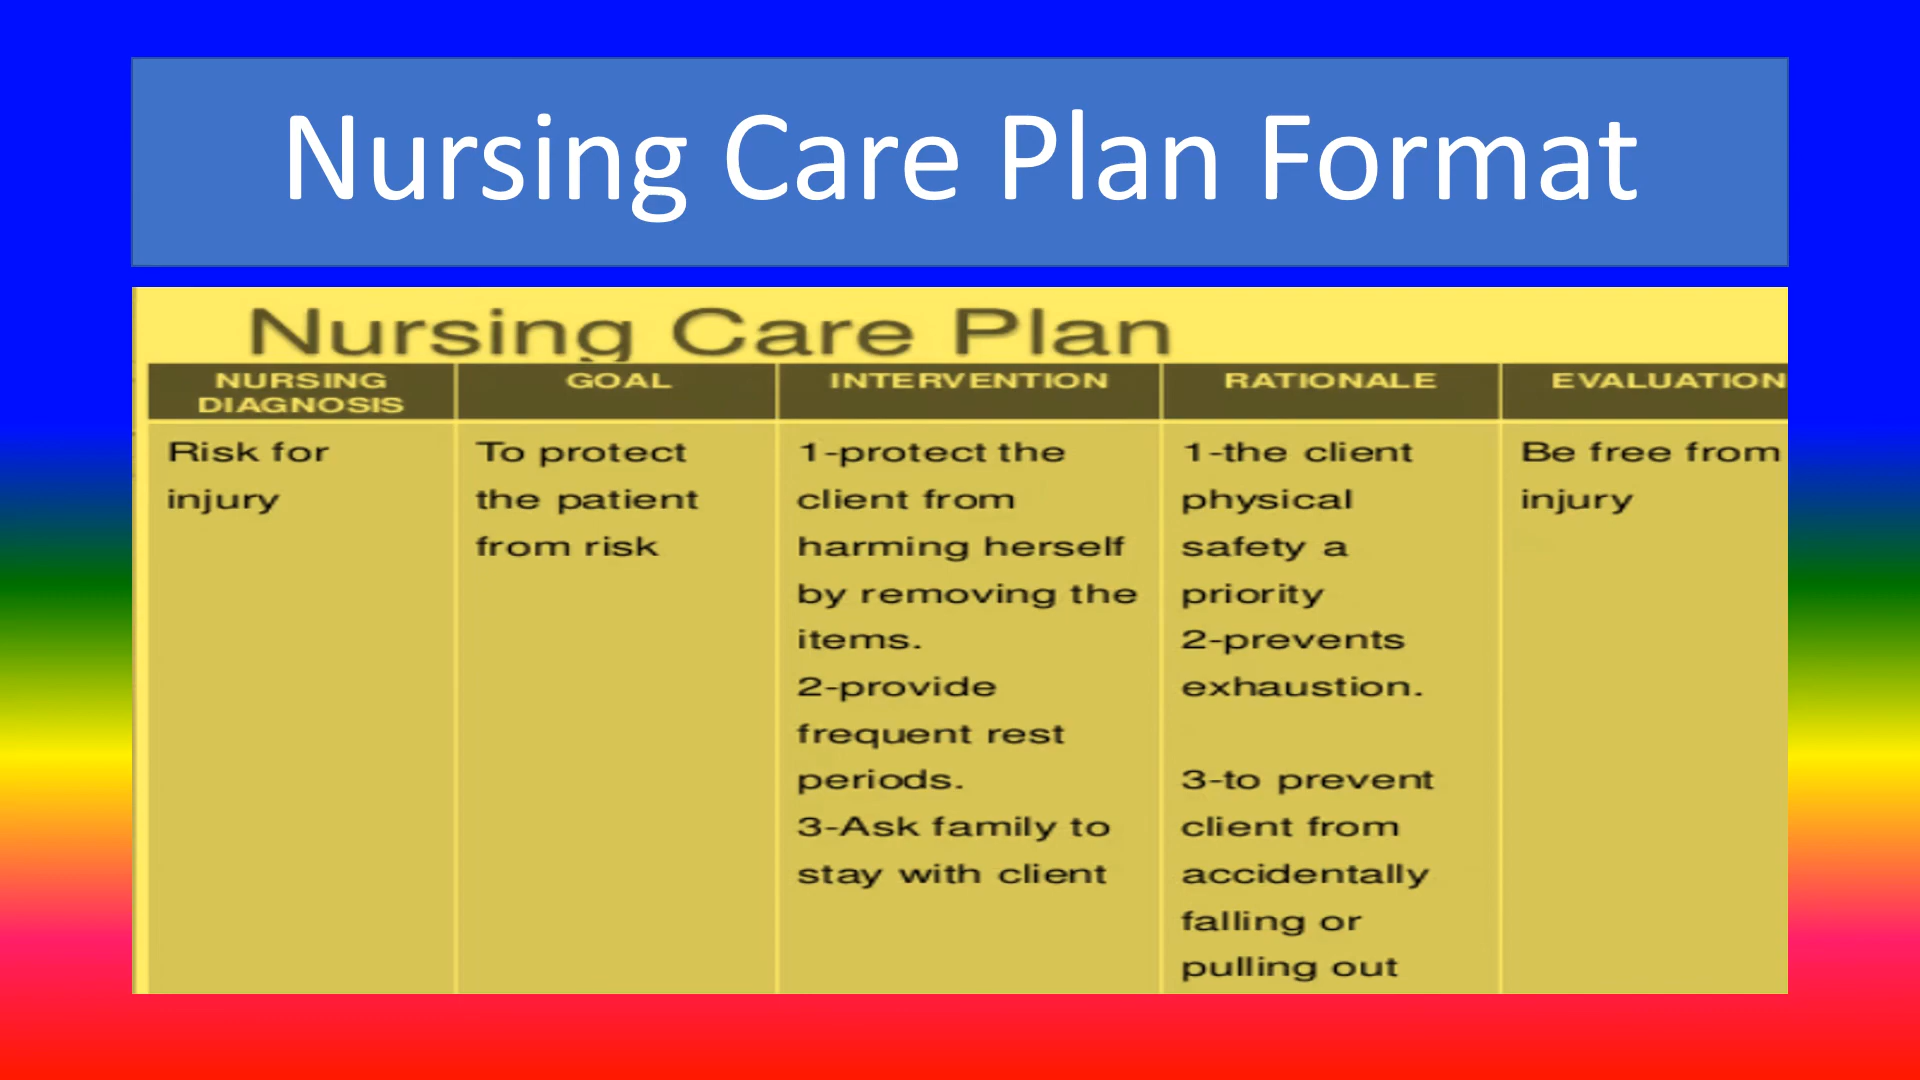 Nursing Care Plan Format
Nursing Care Plan
NURSING
DIAGNOSIS
GOAL
INTERVENTION
RATIONALE
EVALUATION
Risk for
injury
To protect
the patient
from risk
1-protect the
client from
harming herself
by removing the
items.
2-provide
frequent rest
periods.
3-Ask family to
stay with client
1-the client
physical
safety a
priority
2-prevents
exhaustion.
3-to prevent
client from
accidentally
falling or
pulling out
Be free from
injury